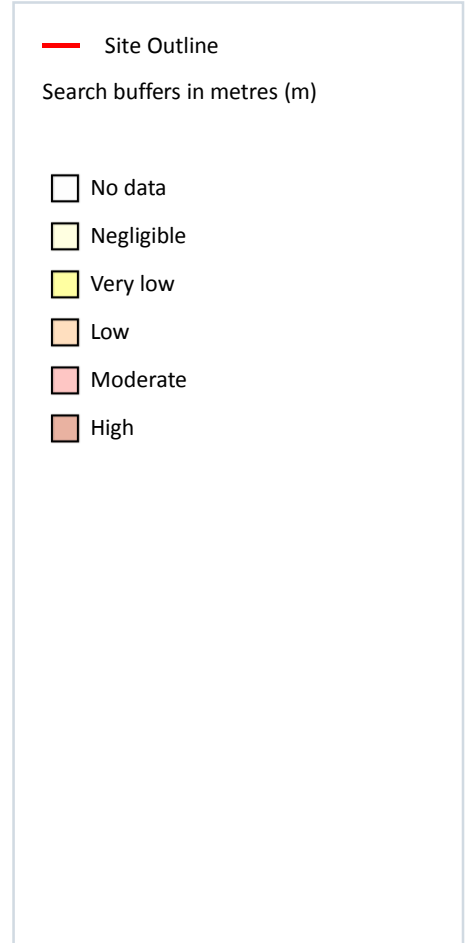 Site Outline
Search buffers in metres (m)
No data
Negligible
Very low
Low
Moderate
High